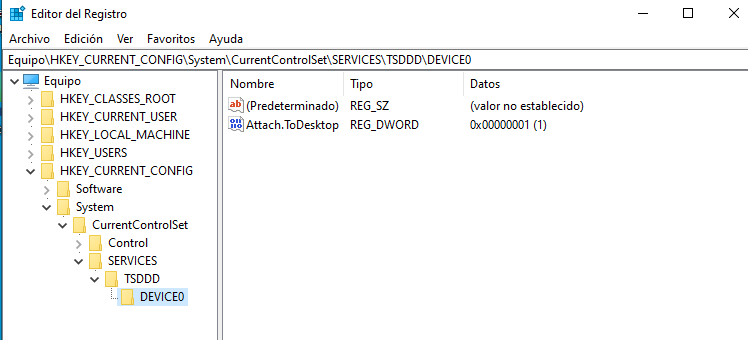 Editor del Registro
Archivo Edición Ver Favoritos Ayuda
Equipo\HKEY_CURRENT_CONFIG\System\CurrentControlSet\SERVICES\TSDDD\DEVICE0
Equipo
HKEY_CLASSES_ROOT
HKEY_CURRENT_USER
HKEY_LOCAL_MACHINE
HKEY_USERS
HKEY_CURRENT_CONFIG
Software
System
CurrentControlSet
Control
SERVICES
TSDDD
DEVICE0
Nombre Tipo Datos
(Predeterminado) REG_SZ (valor no establecido)
Attach.ToDesktop REG_DWORD 0x00000001 (1)